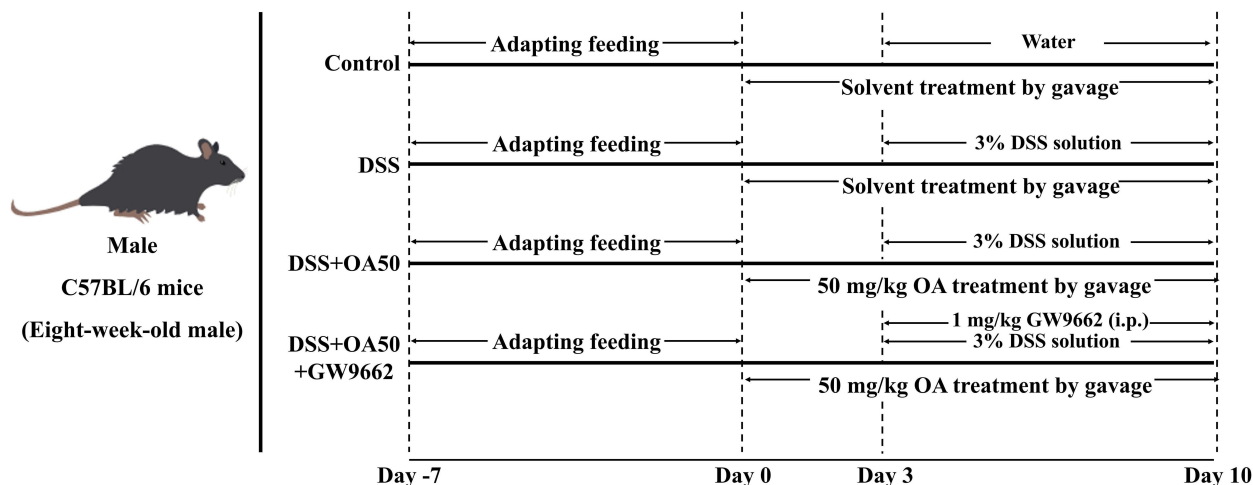 Male
C57BL/6 mice
(Eight-week-old male)
Control
Adapting feeding
Water
Solvent treatment by gavage
DSS
Adapting feeding
3% DSS solution
Solvent treatment by gavage
DSS+OA50
Adapting feeding
3% DSS solution
50 mg/kg OA treatment by gavage
DSS+OA50
+GW9662
Adapting feeding
1 mg/kg GW9662 (i.p.)
3% DSS solution
50 mg/kg OA treatment by gavage
Day -7
Day 0
Day 3
Day 10